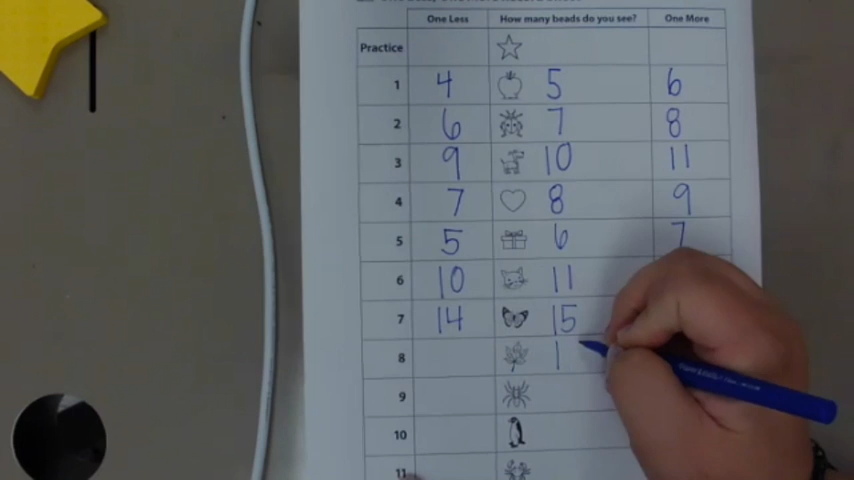 One Less How many beads do you see? One More
Practice
1 4 5 6
2 6 7 8
3 9 10 11
4 7 8 9
5 5 6 7
6 10 11
7 14 15
8 1
9
10
11